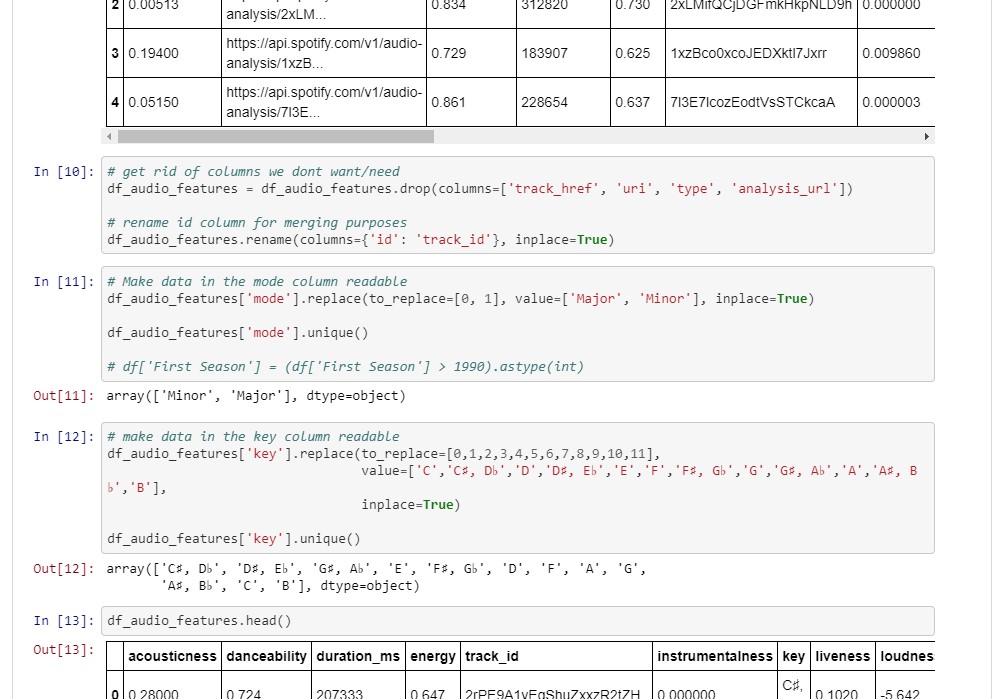 2 0.00513 analysis/2xLM... 0.834 312820 0.730 2xLMifQCjDGFmkHkpNLD9h 0.000000
3 0.19400 https://api.spotify.com/v1/audio-analysis/1xzB... 0.729 183907 0.625 1xzBco0xcoJEDXktl7Jxrr 0.009860
4 0.05150 https://api.spotify.com/v1/audio-analysis/7I3E... 0.861 228654 0.637 7I3E7lcozEodtVsSTCkcaA 0.000003
In [10]: # get rid of columns we dont want/need
df_audio_features = df_audio_features.drop(columns=['track_href', 'uri', 'type', 'analysis_url'])
# rename id column for merging purposes
df_audio_features.rename(columns={'id': 'track_id'}, inplace=True)
In [11]: # Make data in the mode column readable
df_audio_features['mode'].replace(to_replace=[0, 1], value=['Major', 'Minor'], inplace=True)
df_audio_features['mode'].unique()
# df['First Season'] = (df['First Season'] > 1990).astype(int)
Out[11]: array(['Minor', 'Major'], dtype=object)
In [12]: # make data in the key column readable
df_audio_features['key'].replace(to_replace=[0,1,2,3,4,5,6,7,8,9,10,11],
value=['C','C♯, D♭','D','D♯, E♭','E','F','F♯, G♭','G','G♯, A♭','A','A♯, B
♭','B'],
inplace=True)
df_audio_features['key'].unique()
Out[12]: array(['C♯, D♭', 'D♯, E♭', 'G♯, A♭', 'E', 'F♯, G♭', 'D', 'F', 'A', 'G',
'A♯, B♭', 'C', 'B'], dtype=object)
In [13]: df_audio_features.head()
Out[13]: acousticness danceability duration_ms energy track_id instrumentalness key liveness loudnes
0 0.28000 0.724 207333 0.647 0.000000 C♯, 0.1020 -5.642